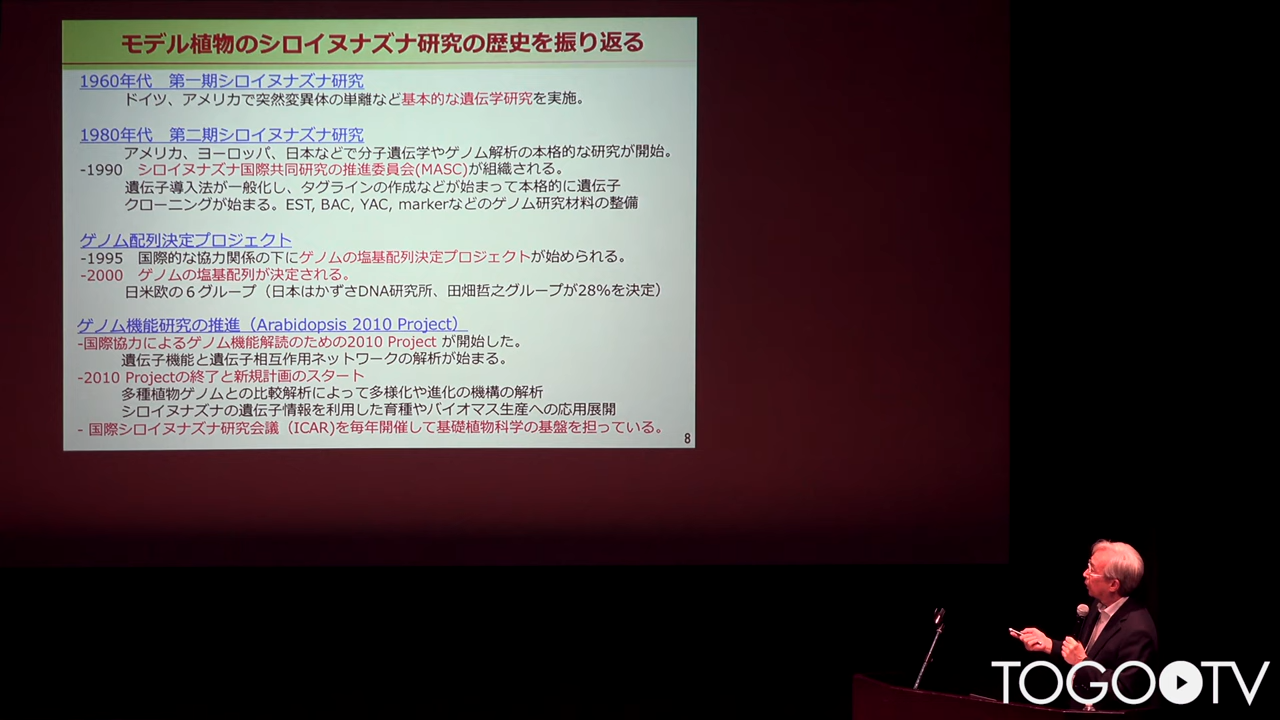 モデル植物のシロイヌナズナ研究の歴史を振り返る
1960年代　第一期シロイヌナズナ研究
ドイツ、アメリカで突然変異体の単離など基本的な遺伝学研究を実施。
1980年代　第二期シロイヌナズナ研究
アメリカ、ヨーロッパ、日本などで分子遺伝学やゲノム解析の本格的な研究が開始。
-1990　シロイヌナズナ国際共同研究の推進委員会(MASC)が組織される。
遺伝子導入法が一般化し、タグラインの作成などが始まって本格的に遺伝子
クローニングが始まる。EST, BAC, YAC, markerなどのゲノム研究材料の整備
ゲノム配列決定プロジェクト
-1995　国際的な協力関係の下にゲノムの塩基配列決定プロジェクトが始められる。
-2000　ゲノムの塩基配列が決定される。
日米欧の６グループ（日本はかずさDNA研究所、田畑哲之グループが28%を決定）
ゲノム機能研究の推進（Arabidopsis 2010 Project）
-国際協力によるゲノム機能解読のための2010 Project が開始した。
遺伝子機能と遺伝子相互作用ネットワークの解析が始まる。
-2010 Projectの終了と新規計画のスタート
多種植物ゲノムとの比較解析によって多様化や進化の機構の解析
シロイヌナズナの遺伝子情報を利用した育種やバイオマス生産への応用展開
- 国際シロイヌナズナ研究会議（ICAR)を毎年開催して基礎植物科学の基盤を担っている。
8
TOGO TV